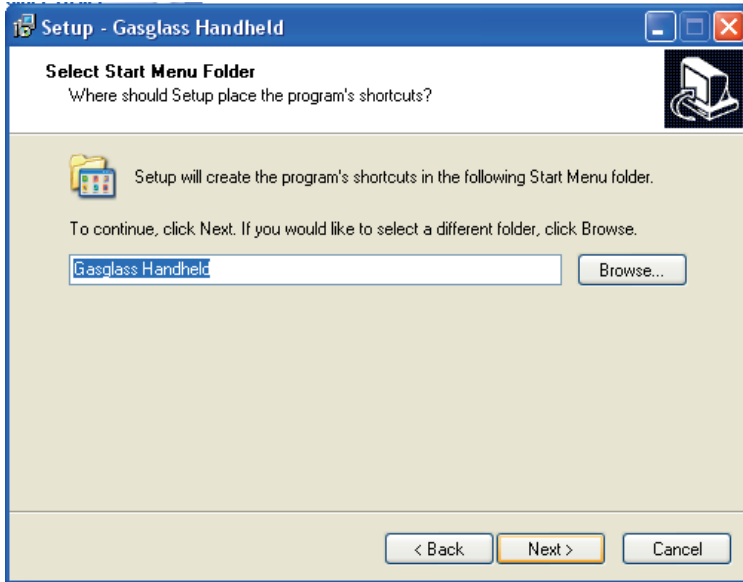 Setup - Gasglass Handheld
Select Start Menu Folder
Where should Setup place the program's shortcuts?
Setup will create the program's shortcuts in the following Start Menu folder.
To continue, click Next. If you would like to select a different folder, click Browse.
Gasglass Handheld
Browse...
< Back
Next >
Cancel